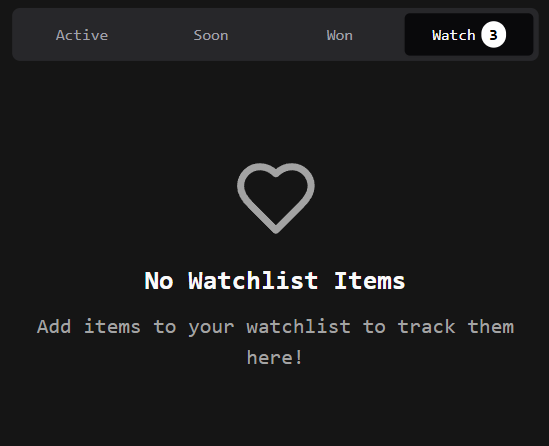 Active Soon Won Watch 3
No Watchlist Items
Add items to your watchlist to track them
here!